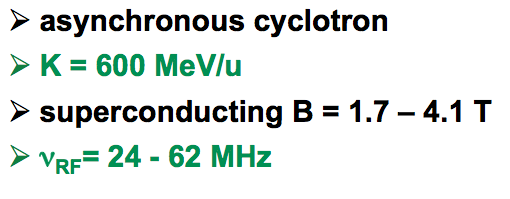 ➢ asynchronous cyclotron
➢ K = 600 MeV/u
➢ superconducting B = 1.7 – 4.1 T
➢ νRF= 24 - 62 MHz